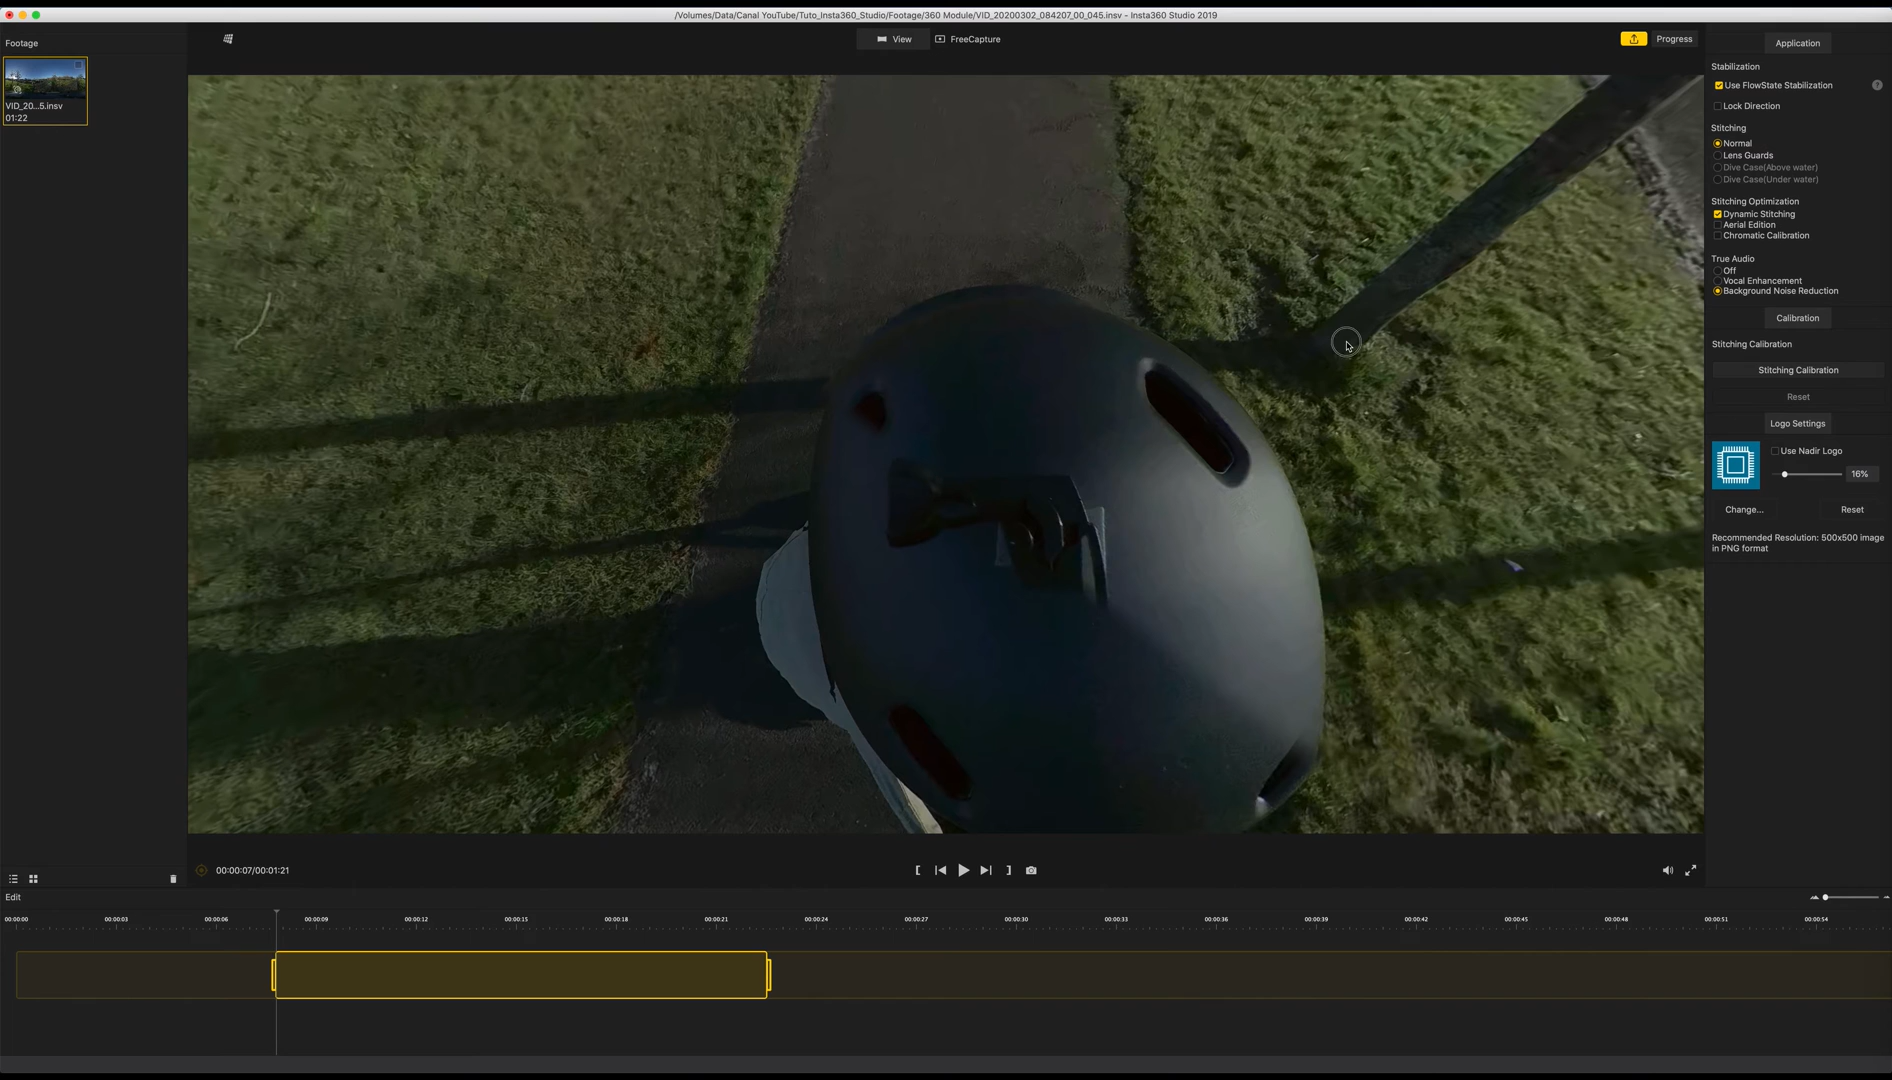 /Volumes/Data/Canal YouTube/Tuto_Insta360_Studio/Footage/360 Module/VID_20200302_084207_00_045.insv - Insta360 Studio 2019
Footage
View
FreeCapture
Progress
Application
VID_20...5.insv
01:22
Stabilization
Use FlowState Stabilization
?
Lock Direction
Stitching
Normal
Lens Guards
Dive Case(Above water)
Dive Case(Under water)
Stitching Optimization
Dynamic Stitching
Aerial Edition
Chromatic Calibration
True Audio
Off
Vocal Enhancement
Background Noise Reduction
Calibration
Stitching Calibration
Stitching Calibration
Reset
Logo Settings
Use Nadir Logo
16%
Change...
Reset
Recommended Resolution: 500x500 image
in PNG format
00:00:07/00:01:21
Edit
00:00:00 00:00:03 00:00:06 00:00:09 00:00:12 00:00:15 00:00:18 00:00:21 00:00:24 00:00:27 00:00:30 00:00:33 00:00:36 00:00:39 00:00:42 00:00:45 00:00:48 00:00:51 00:00:54